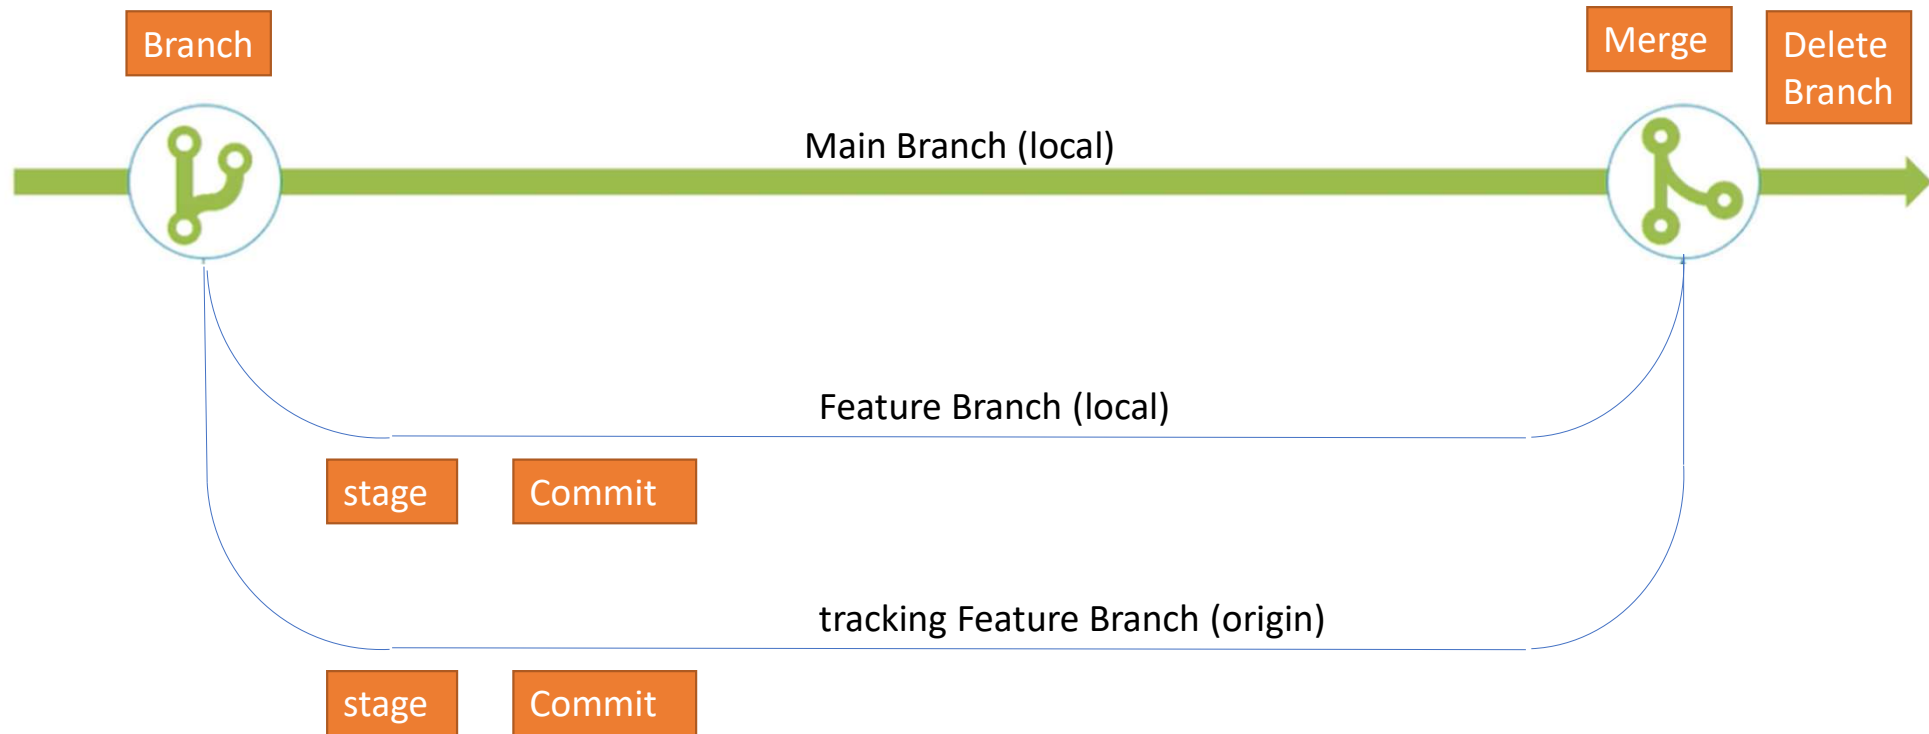 Branch
Merge
Delete
Branch
Main Branch (local)
Feature Branch (local)
stage
Commit
tracking Feature Branch (origin)
stage
Commit